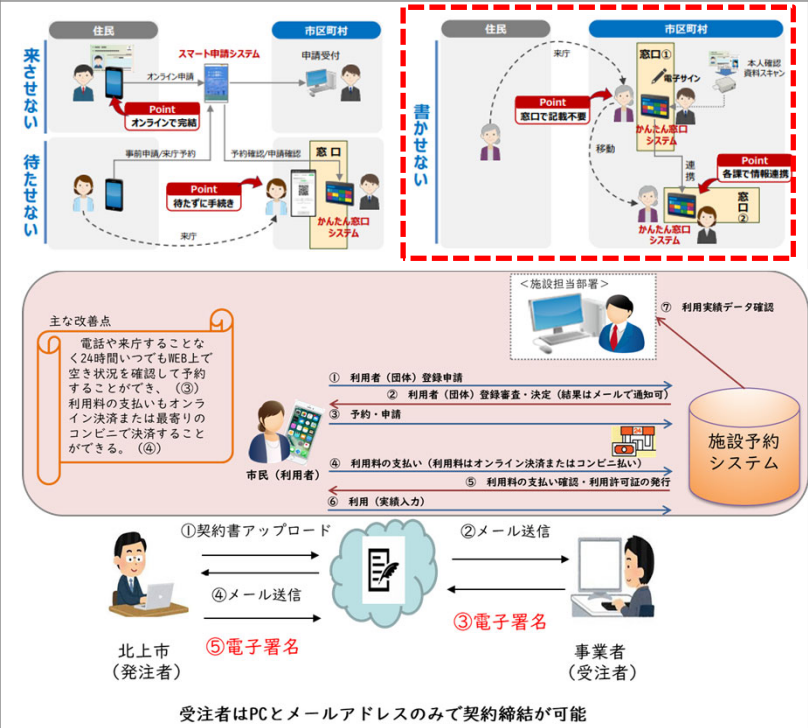 住民
市区町村
来させない
スマート申請システム
オンライン申請
申請受付
Point
オンラインで完結
待たせない
事前申請/来庁予約
予約確認/申請確認
窓口
Point
待たずに手続き
かんたん窓口
システム
来庁
住民
市区町村
書かせない
来庁
窓口①
電子サイン
本人確認
資料スキャン
Point
窓口で記載不要
かんたん窓口
システム
移動
連携
Point
各課で情報連携
窓口②
かんたん窓口
システム
<施設担当部署>
⑦ 利用実績データ確認
主な改善点
電話や来庁することな
く24時間いつでもWEB上で
空き状況を確認して予約
することができ、(③)
利用料の支払いもオンラ
イン決済または最寄りの
コンビニで決済すること
ができる。(④)
① 利用者(団体)登録申請
② 利用者(団体)登録審査・決定(結果はメールで通知可)
③ 予約・申請
24
市民(利用者)
④ 利用料の支払い(利用料はオンライン決済またはコンビニ払い)
⑤ 利用料の支払い確認・利用許可証の発行
⑥ 利用(実績入力)
施設予約
システム
①契約書アップロード
②メール送信
④メール送信
③電子署名
⑤電子署名
北上市
(発注者)
事業者
(受注者)
受注者はPCとメールアドレスのみで契約締結が可能